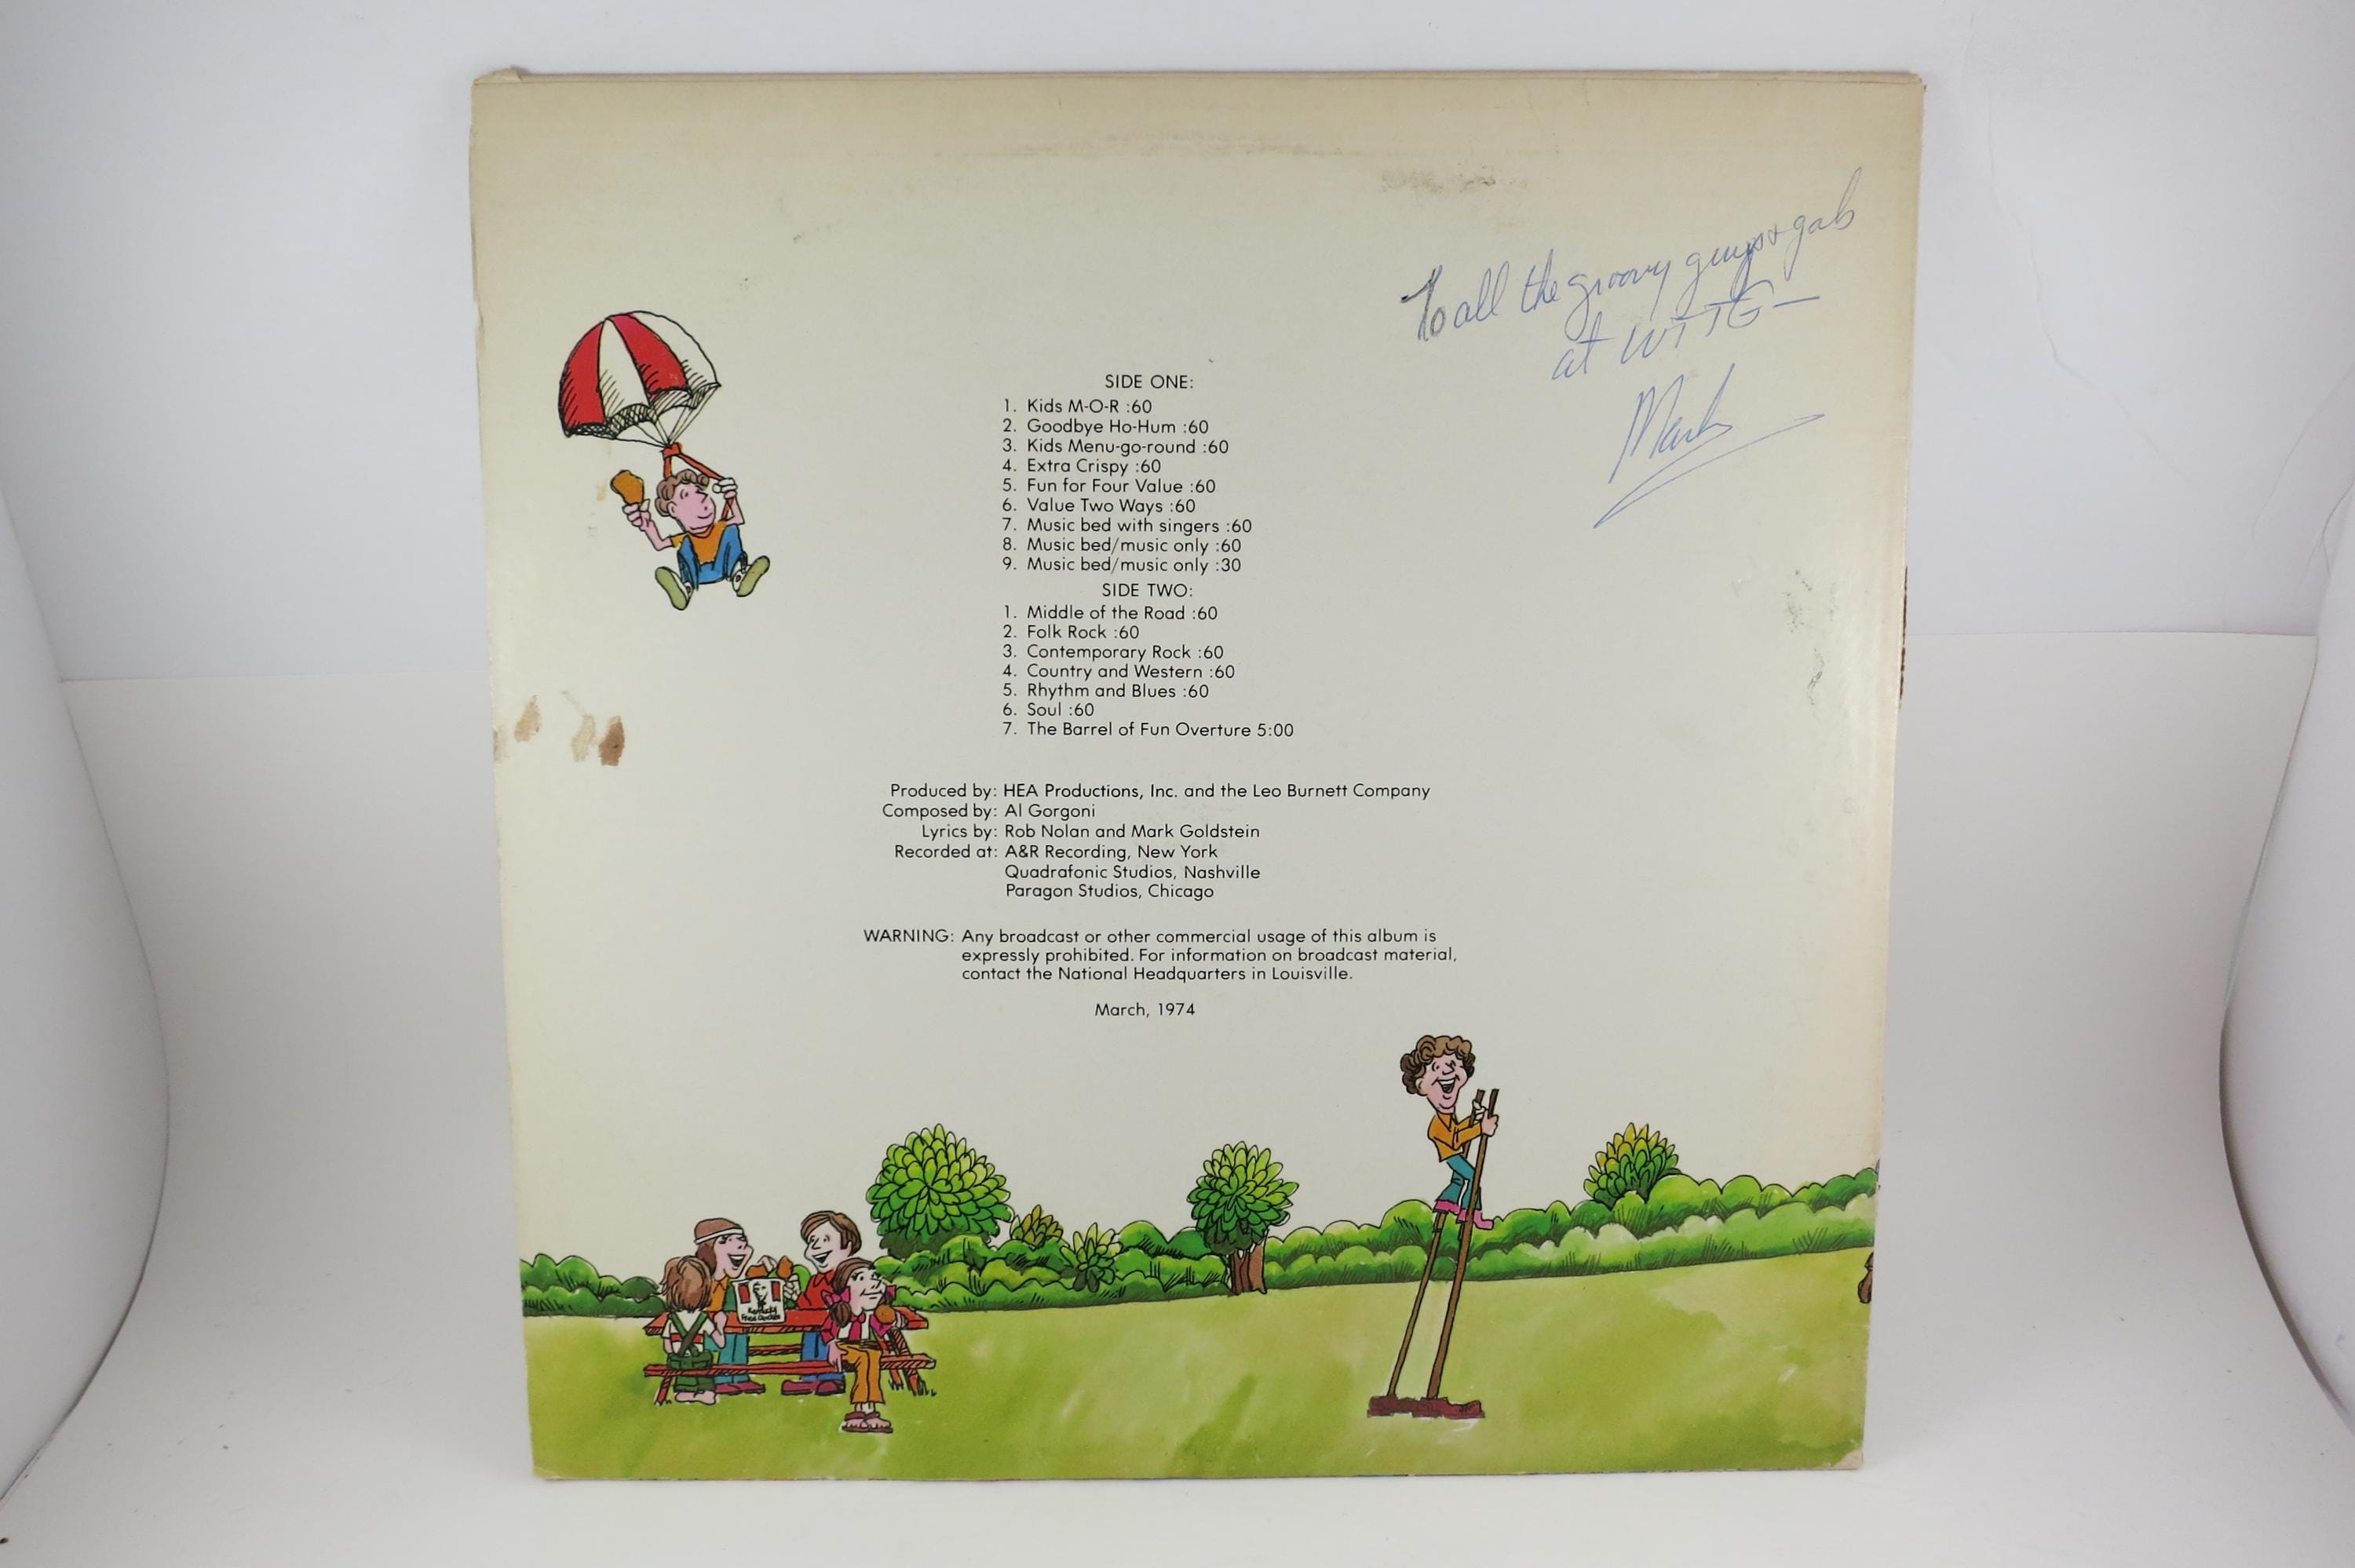 To all the groovy guys & gals
at WTTG —
Mark
SIDE ONE:
1. Kids M-O-R :60
2. Goodbye Ho-Hum :60
3. Kids Menu-go-round :60
4. Extra Crispy :60
5. Fun for Four Value :60
6. Value Two Ways :60
7. Music bed with singers :60
8. Music bed/music only :60
9. Music bed/music only :30
SIDE TWO:
1. Middle of the Road :60
2. Folk Rock :60
3. Contemporary Rock :60
4. Country and Western :60
5. Rhythm and Blues :60
6. Soul :60
7. The Barrel of Fun Overture 5:00
Produced by: HEA Productions, Inc. and the Leo Burnett Company
Composed by: Al Gorgoni
Lyrics by: Rob Nolan and Mark Goldstein
Recorded at: A&R Recording, New York
Quadrafonic Studios, Nashville
Paragon Studios, Chicago
WARNING: Any broadcast or other commercial usage of this album is
expressly prohibited. For information on broadcast material,
contact the National Headquarters in Louisville.
March, 1974
Kentucky
Fried Chicken